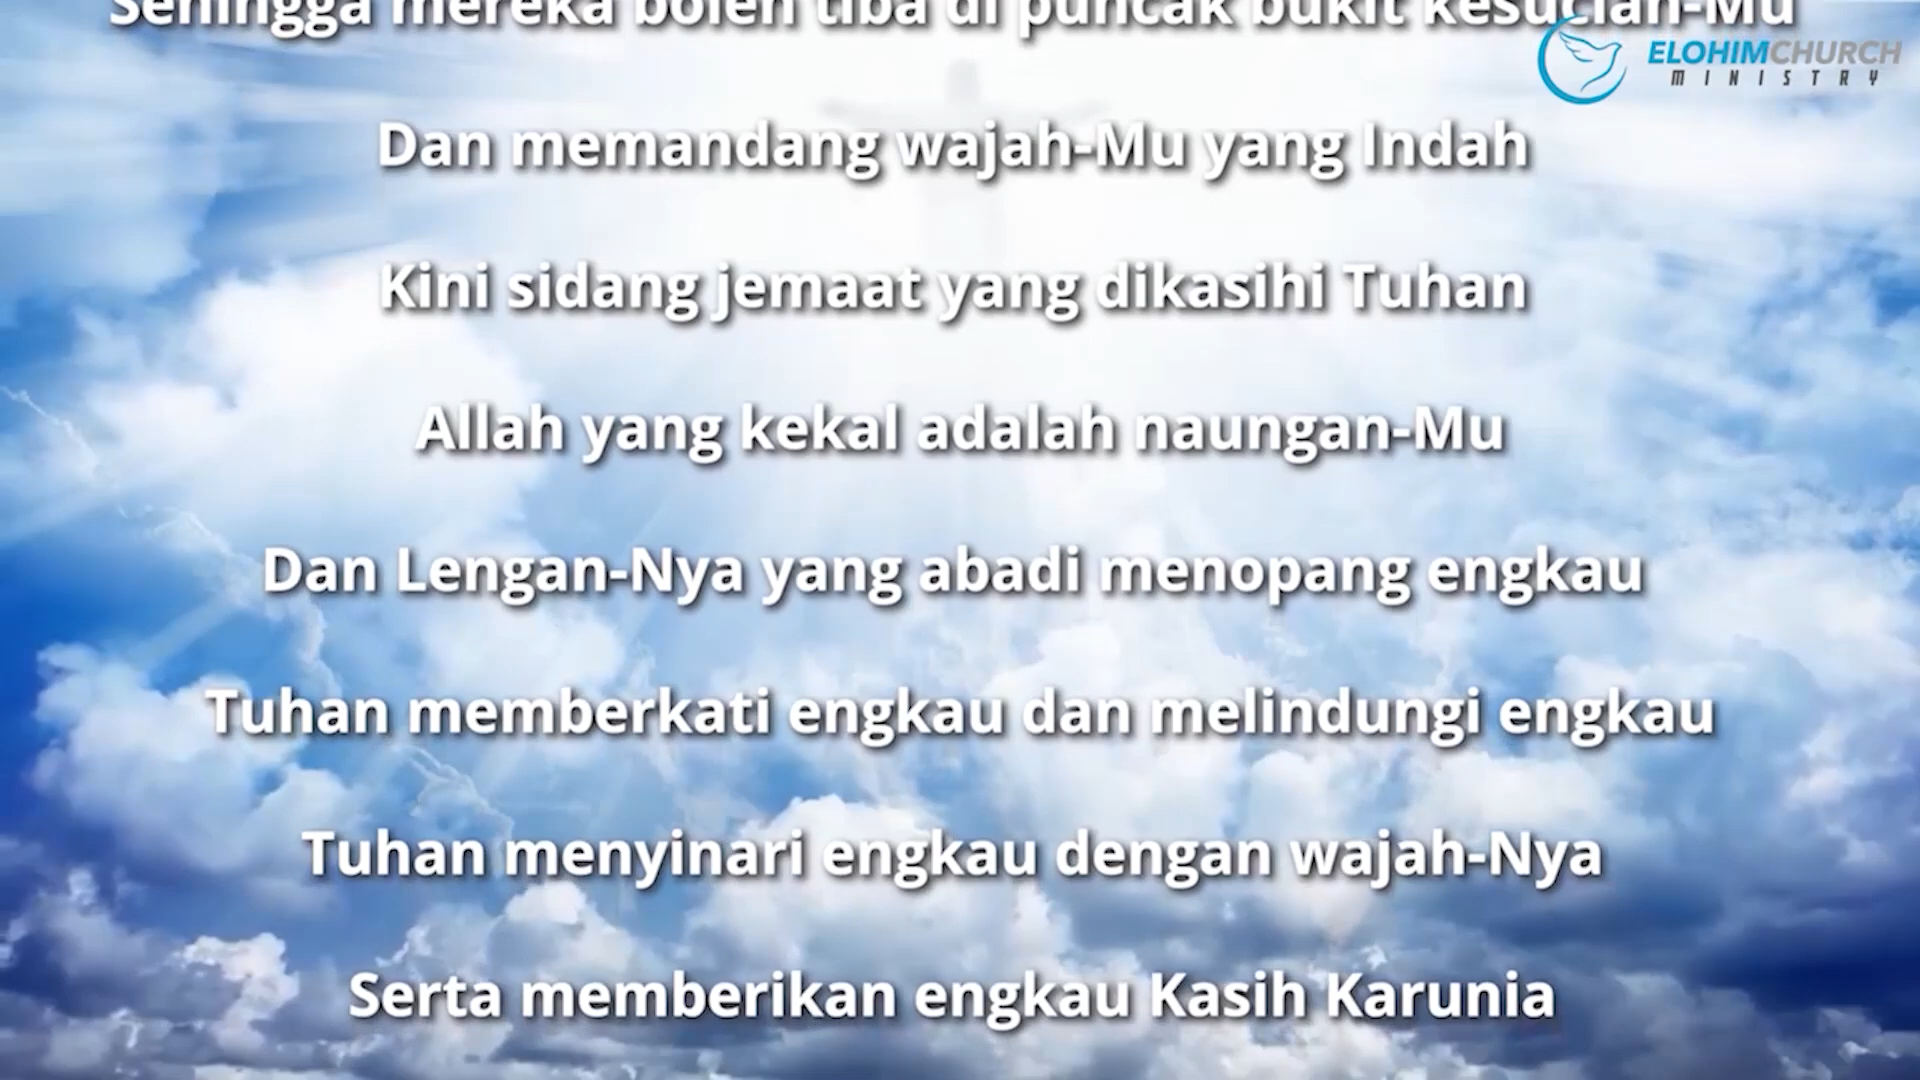 Sehingga mereka boleh tiba di puncak bukit kesucian-Mu
ELOHIMCHURCH
MINISTRY
Dan memandang wajah-Mu yang Indah
Kini sidang jemaat yang dikasihi Tuhan
Allah yang kekal adalah naungan-Mu
Dan Lengan-Nya yang abadi menopang engkau
Tuhan memberkati engkau dan melindungi engkau
Tuhan menyinari engkau dengan wajah-Nya
Serta memberikan engkau Kasih Karunia